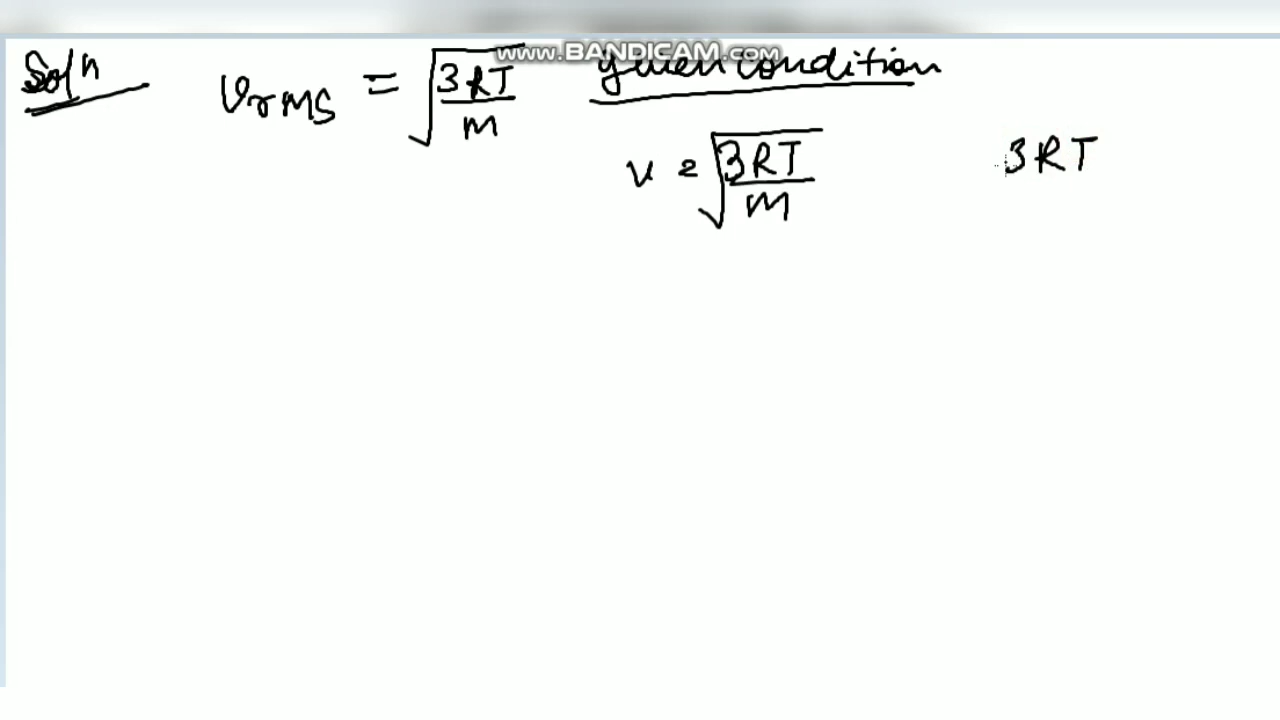 www.BANDICAM.com
Soln
vrMS = √3RT/m
given condition
v = √3RT/m
3RT